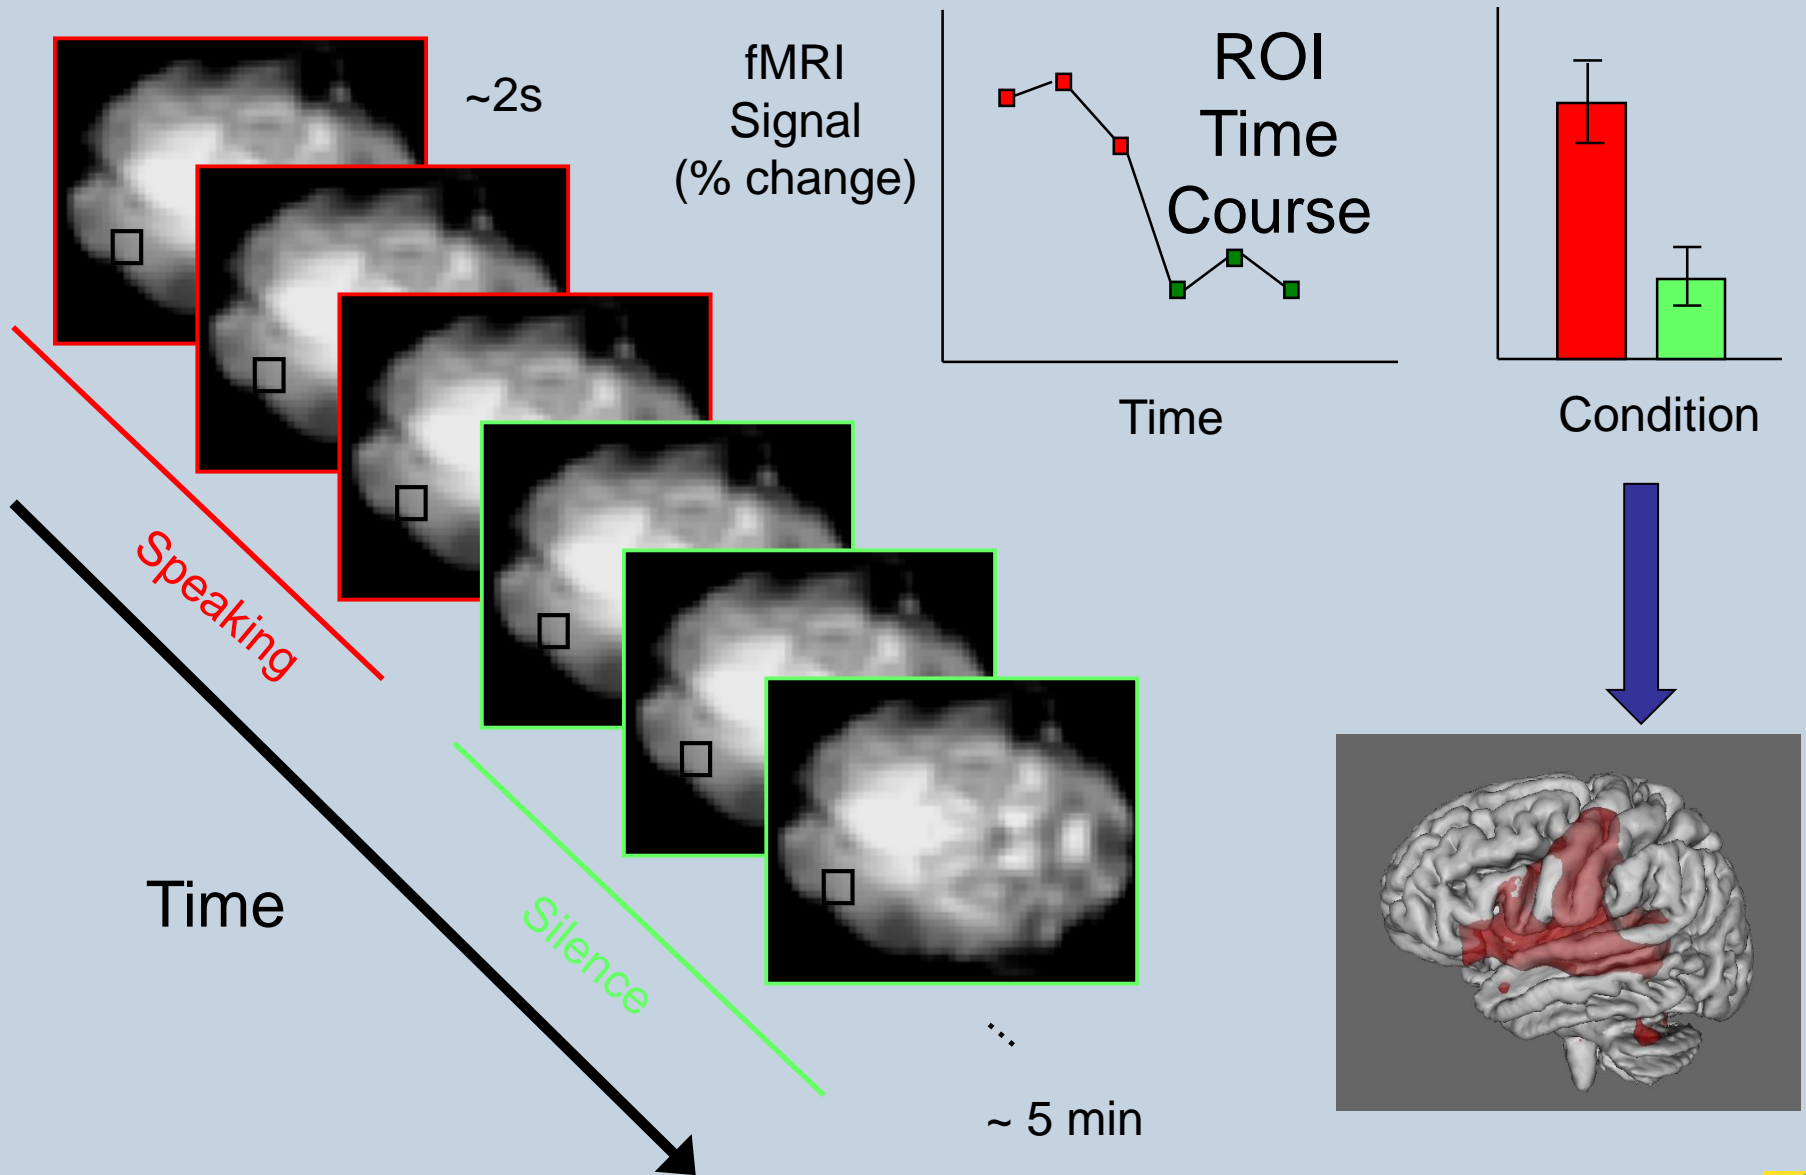 ~2s
fMRI
Signal
(% change)
ROI
Time
Course
Time
Condition
Speaking
Time
Silence
...
~ 5 min